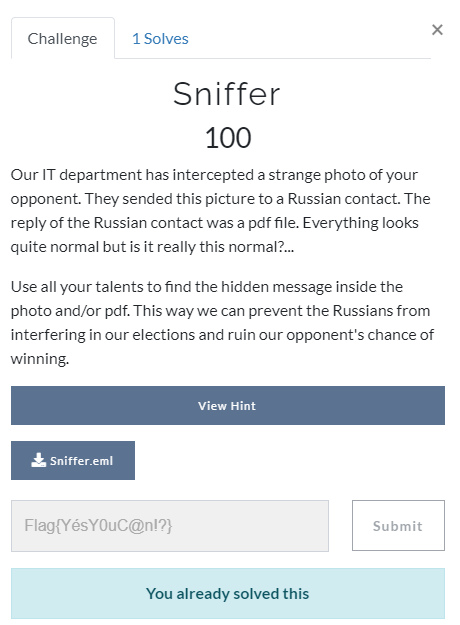 Challenge
1 Solves
×
Sniffer
100
Our IT department has intercepted a strange photo of your
opponent. They sended this picture to a Russian contact. The
reply of the Russian contact was a pdf file. Everything looks
quite normal but is it really this normal?...
Use all your talents to find the hidden message inside the
photo and/or pdf. This way we can prevent the Russians from
interfering in our elections and ruin our opponent's chance of
winning.
View Hint
Sniffer.eml
Flag{YésY0uC@n!?}
Submit
You already solved this